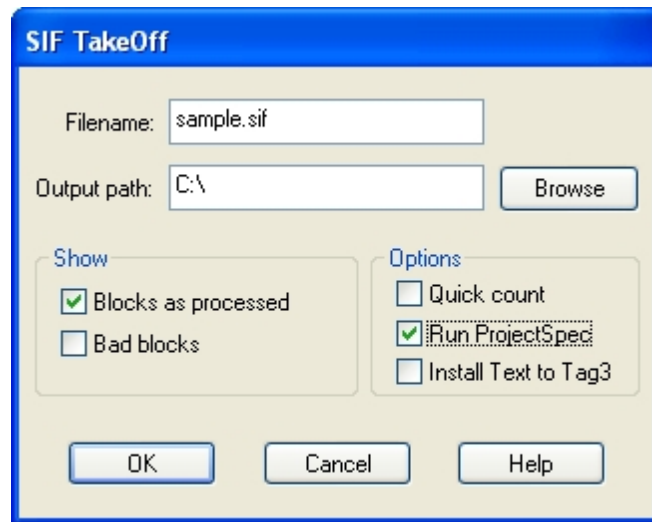 SIF TakeOff
Filename: sample.sif
Output path: C:\ Browse
Show
Blocks as processed
Bad blocks
Options
Quick count
Run ProjectSpec
Install Text to Tag3
OK Cancel Help